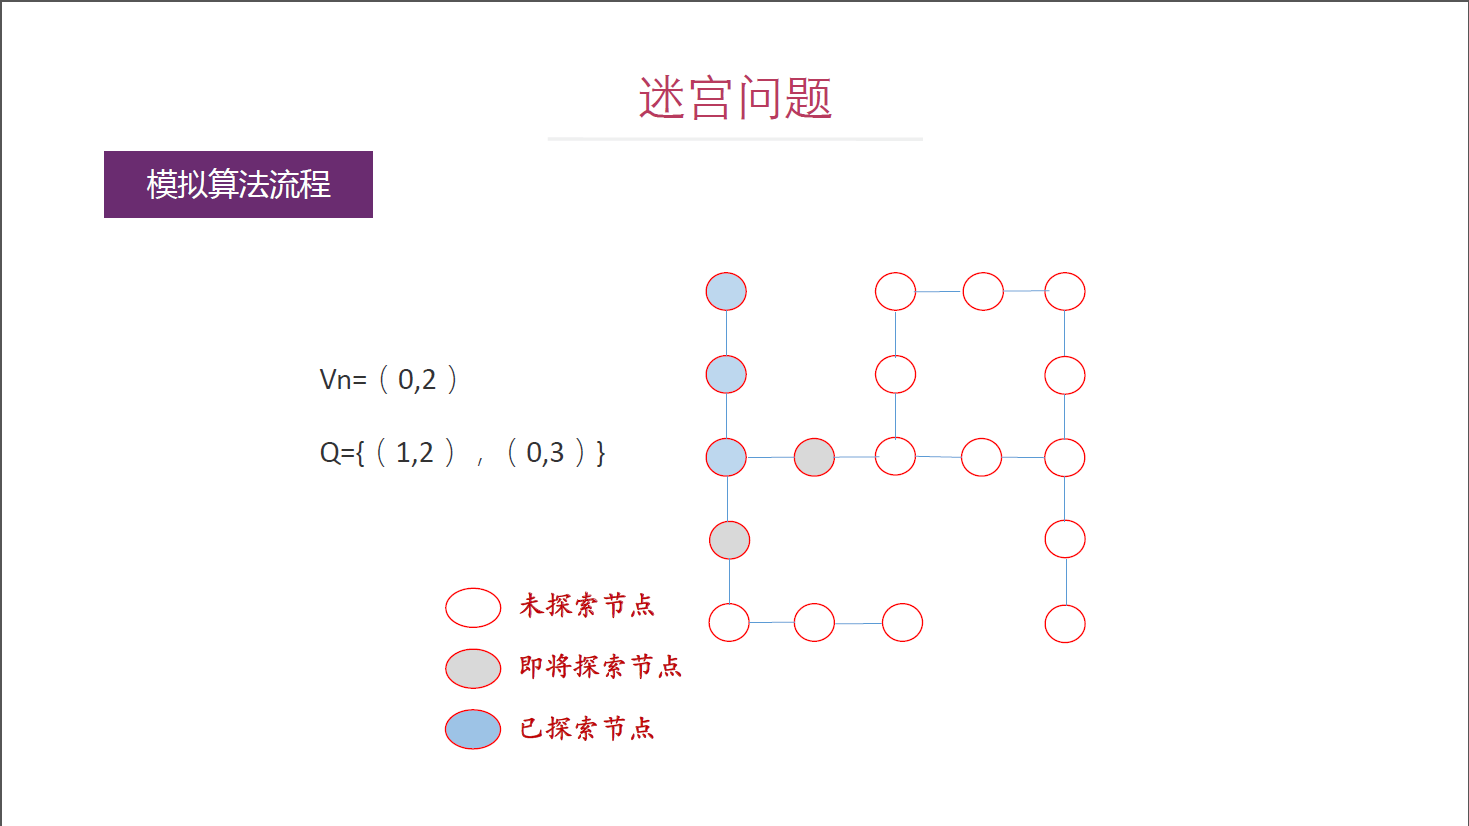 迷宫问题
模拟算法流程
Vn=（0,2）
Q={（1,2），（0,3）}
未探索节点
即将探索节点
已探索节点